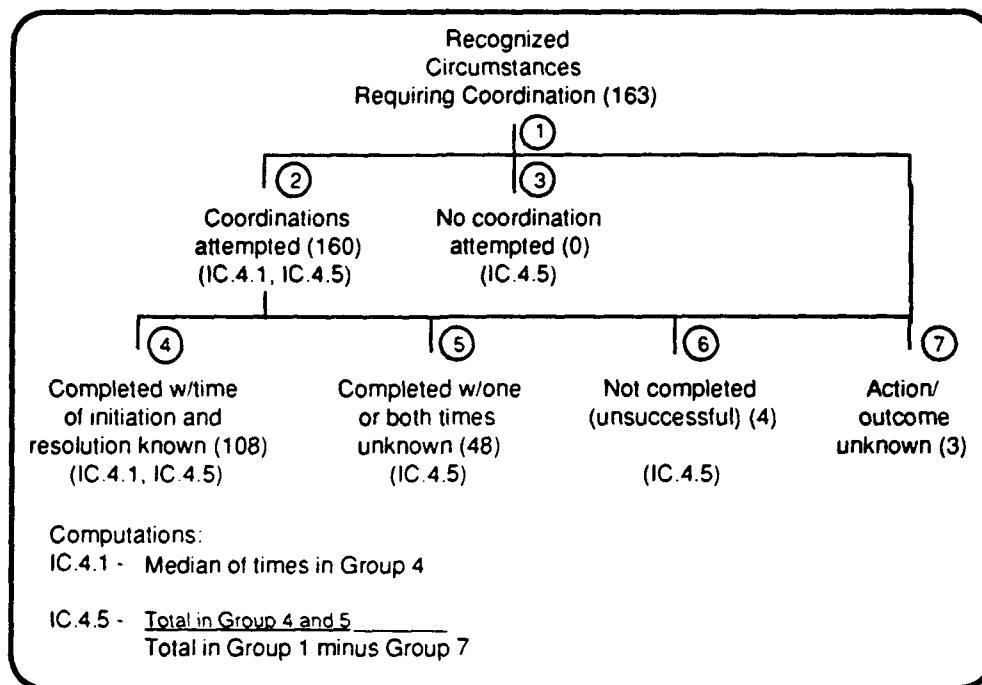 Recognized
Circumstances
Requiring Coordination (163)
1
2
3
Coordinations
attempted (160)
(IC.4.1, IC.4.5)
No coordination
attempted (0)
(IC.4.5)
4
5
6
7
Completed w/time
of initiation and
resolution known (108)
(IC.4.1, IC.4.5)
Completed w/one
or both times
unknown (48)
(IC.4.5)
Not completed
(unsuccessful) (4)
(IC.4.5)
Action/
outcome
unknown (3)
Computations:
IC.4.1 - Median of times in Group 4
IC.4.5 - Total in Group 4 and 5
Total in Group 1 minus Group 7